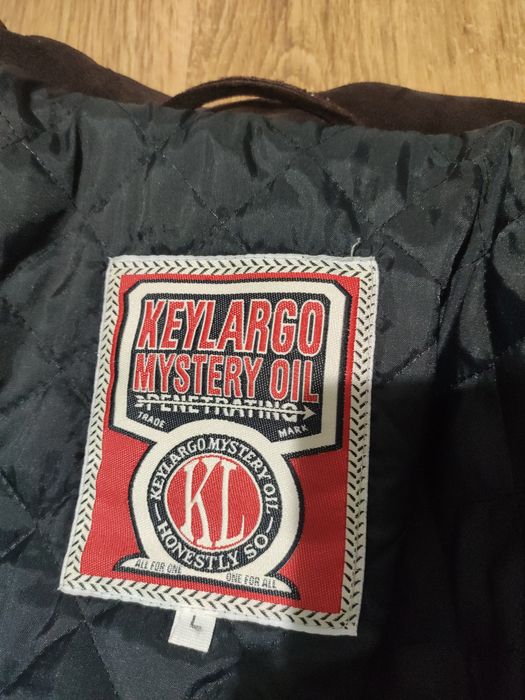 KEYLARGO
MYSTERY OIL
PENETRATING
TRADE MARK
KEYLARGO MYSTERY OIL
KL
HONESTLY SO
ALL FOR ONE ONE FOR ALL
L